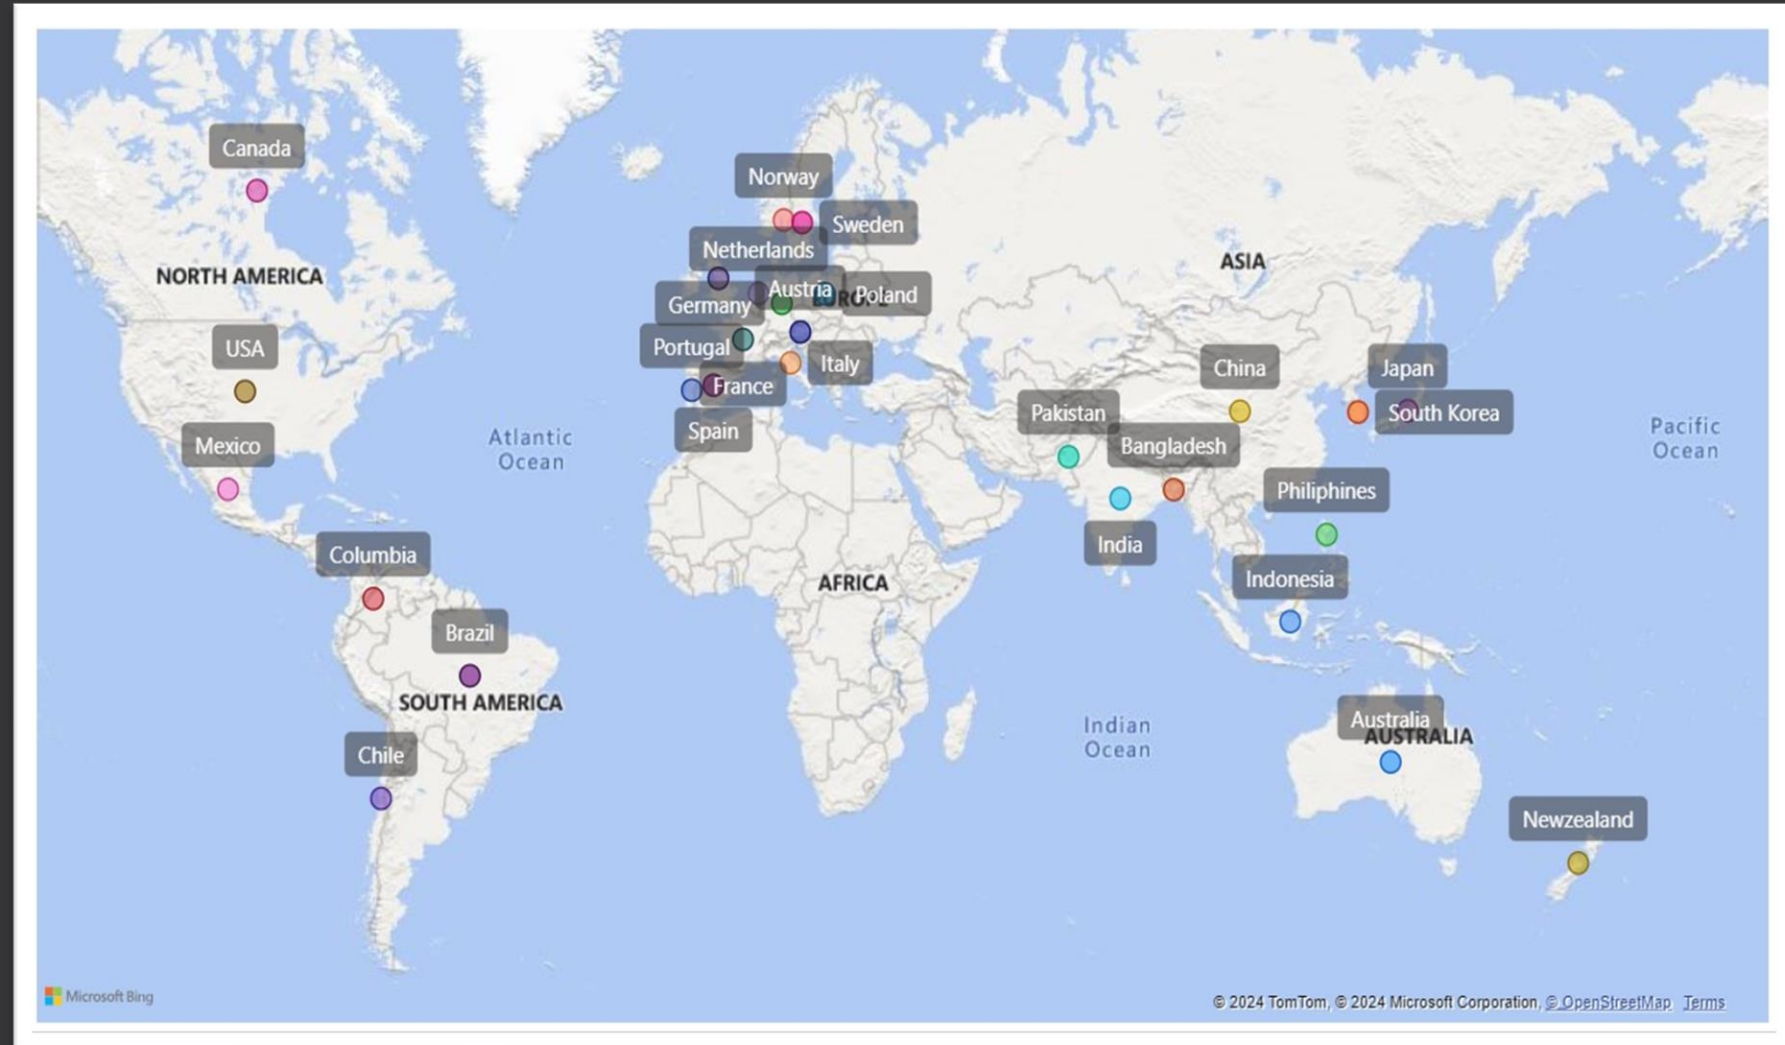 Canada
Norway
Sweden
Netherlands
ASIA
NORTH AMERICA
Austria
EUROPE
Poland
Germany
USA
Portugal
Italy
China
Japan
France
Pakistan
South Korea
Spain
Mexico
Bangladesh
Atlantic
Ocean
Pacific
Ocean
Philiphines
India
Columbia
Indonesia
AFRICA
Brazil
SOUTH AMERICA
Australia
AUSTRALIA
Indian
Ocean
Chile
Newzealand
Microsoft Bing
© 2024 TomTom, © 2024 Microsoft Corporation, © OpenStreetMap Terms